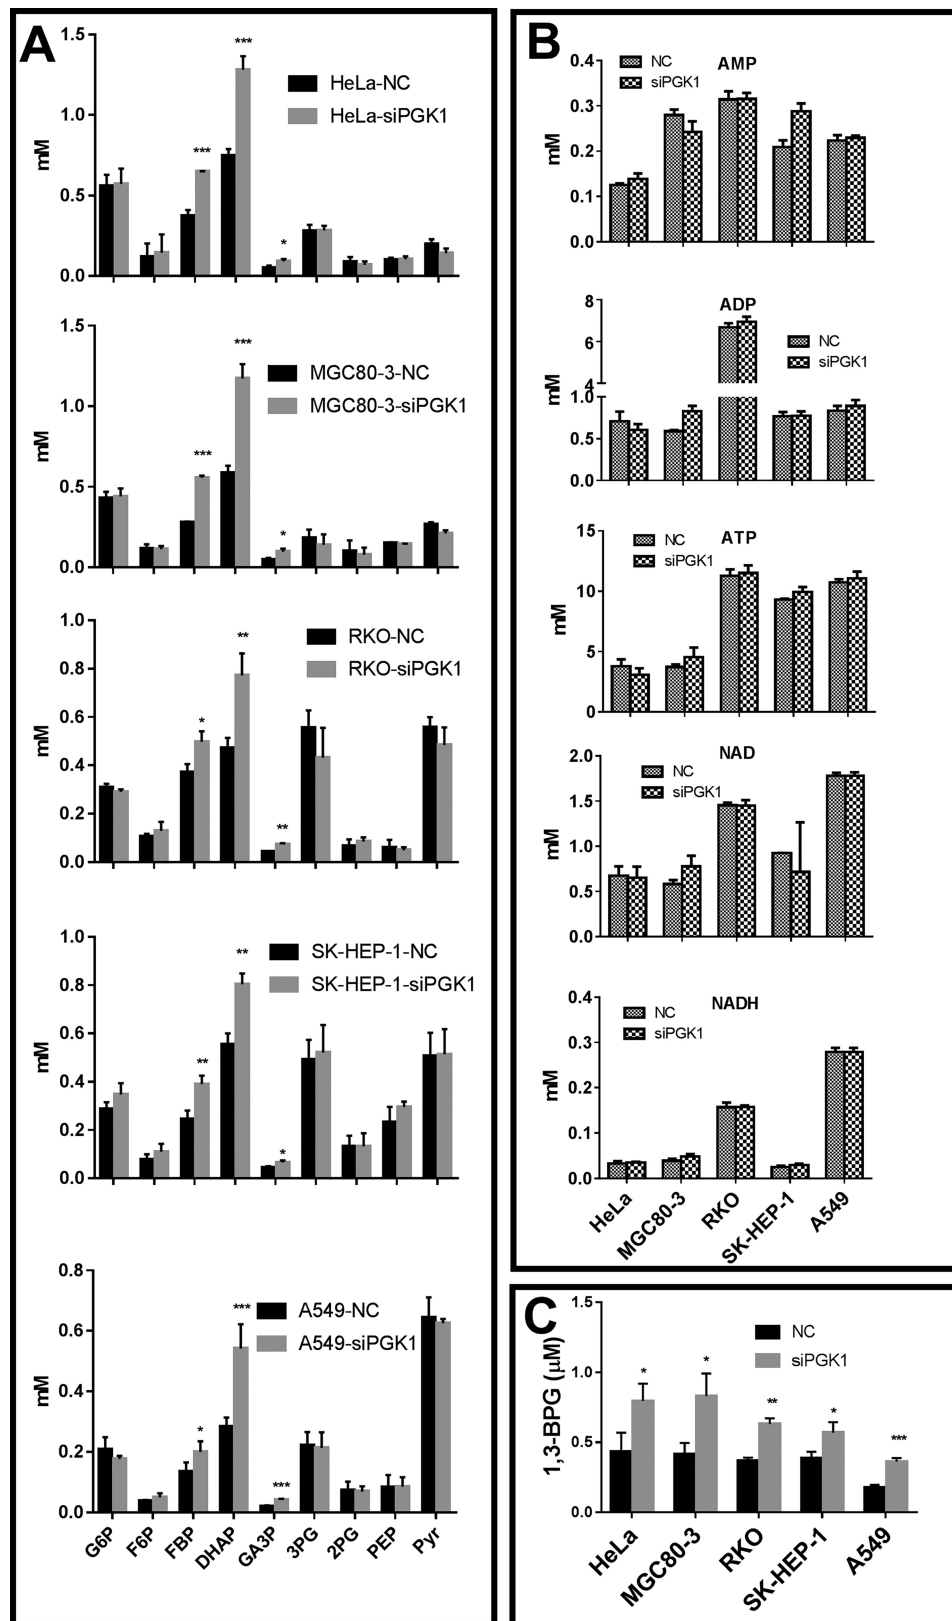 A
1.5
1.0
0.5
0.0
mM
***
***
*
HeLa-NC
HeLa-siPGK1
1.5
1.0
0.5
0.0
mM
***
***
*
MGC80-3-NC
MGC80-3-siPGK1
1.0
0.8
0.6
0.4
0.2
0.0
mM
*
**
**
RKO-NC
RKO-siPGK1
1.0
0.8
0.6
0.4
0.2
0.0
mM
**
**
*
SK-HEP-1-NC
SK-HEP-1-siPGK1
0.8
0.6
0.4
0.2
0.0
mM
*
***
***
A549-NC
A549-siPGK1
G6P
F6P
FBP
DHAP
GA3P
3PG
2PG
PEP
Pyr
B
AMP
NC
siPGK1
0.4
0.3
0.2
0.1
0.0
mM
ADP
NC
siPGK1
8
6
4
1.0
0.5
0.0
mM
ATP
NC
siPGK1
15
10
5
0
mM
NAD
NC
siPGK1
2.0
1.5
1.0
0.5
0.0
mM
NADH
NC
siPGK1
0.4
0.3
0.2
0.1
0.0
mM
HeLa
MGC80-3
RKO
SK-HEP-1
A549
C
1.5
1.0
0.5
0.0
1,3-BPG (μM)
NC
siPGK1
*
*
**
*
***
HeLa
MGC80-3
RKO
SK-HEP-1
A549